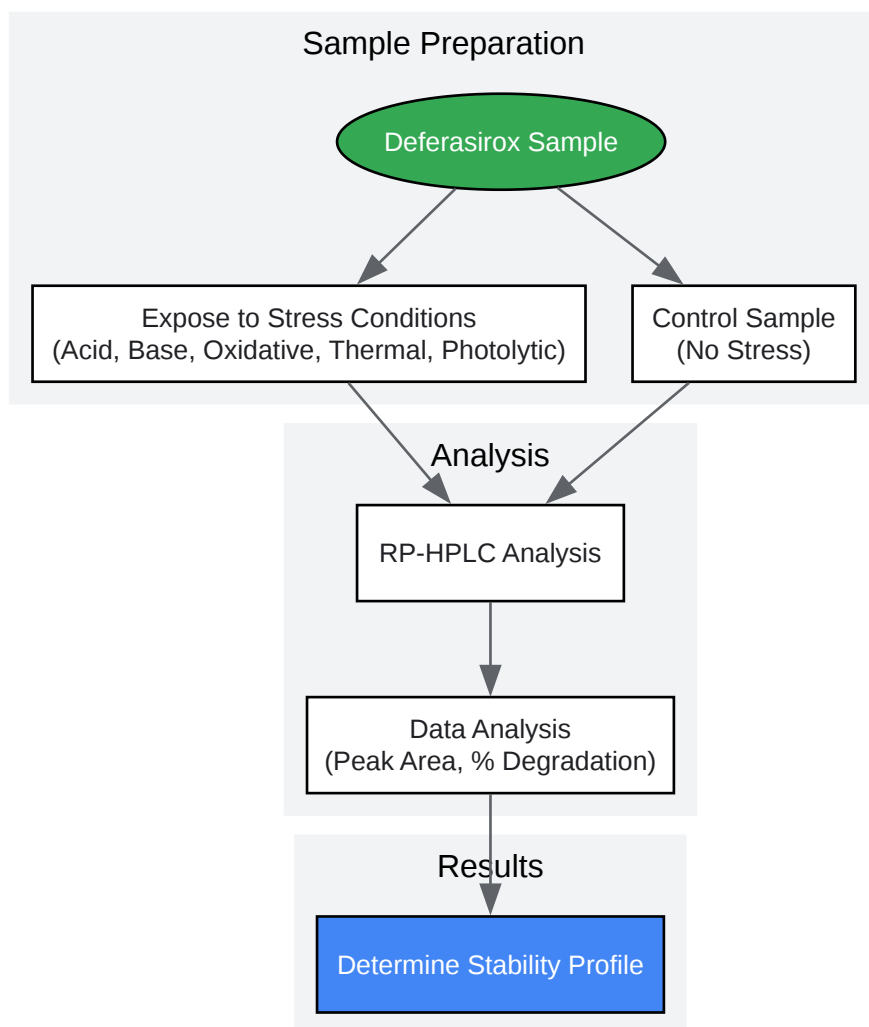 Sample Preparation
Deferasirox Sample
Expose to Stress Conditions
(Acid, Base, Oxidative, Thermal, Photolytic)
Control Sample
(No Stress)
Analysis
RP-HPLC Analysis
Data Analysis
(Peak Area, % Degradation)
Results
Determine Stability Profile